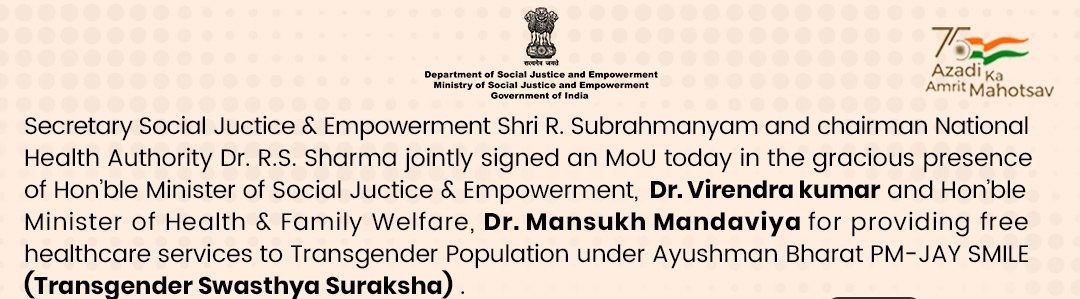 सत्यमेव जयते
Department of Social Justice and Empowerment
Ministry of Social Justice and Empowerment
Government of India
75
Azadi Ka
Amrit Mahotsav
Secretary Social Juctice & Empowerment Shri R. Subrahmanyam and chairman National
Health Authority Dr. R.S. Sharma jointly signed an MoU today in the gracious presence
of Hon’ble Minister of Social Justice & Empowerment, Dr. Virendra kumar and Hon’ble
Minister of Health & Family Welfare, Dr. Mansukh Mandaviya for providing free
healthcare services to Transgender Population under Ayushman Bharat PM-JAY SMILE
(Transgender Swasthya Suraksha) .